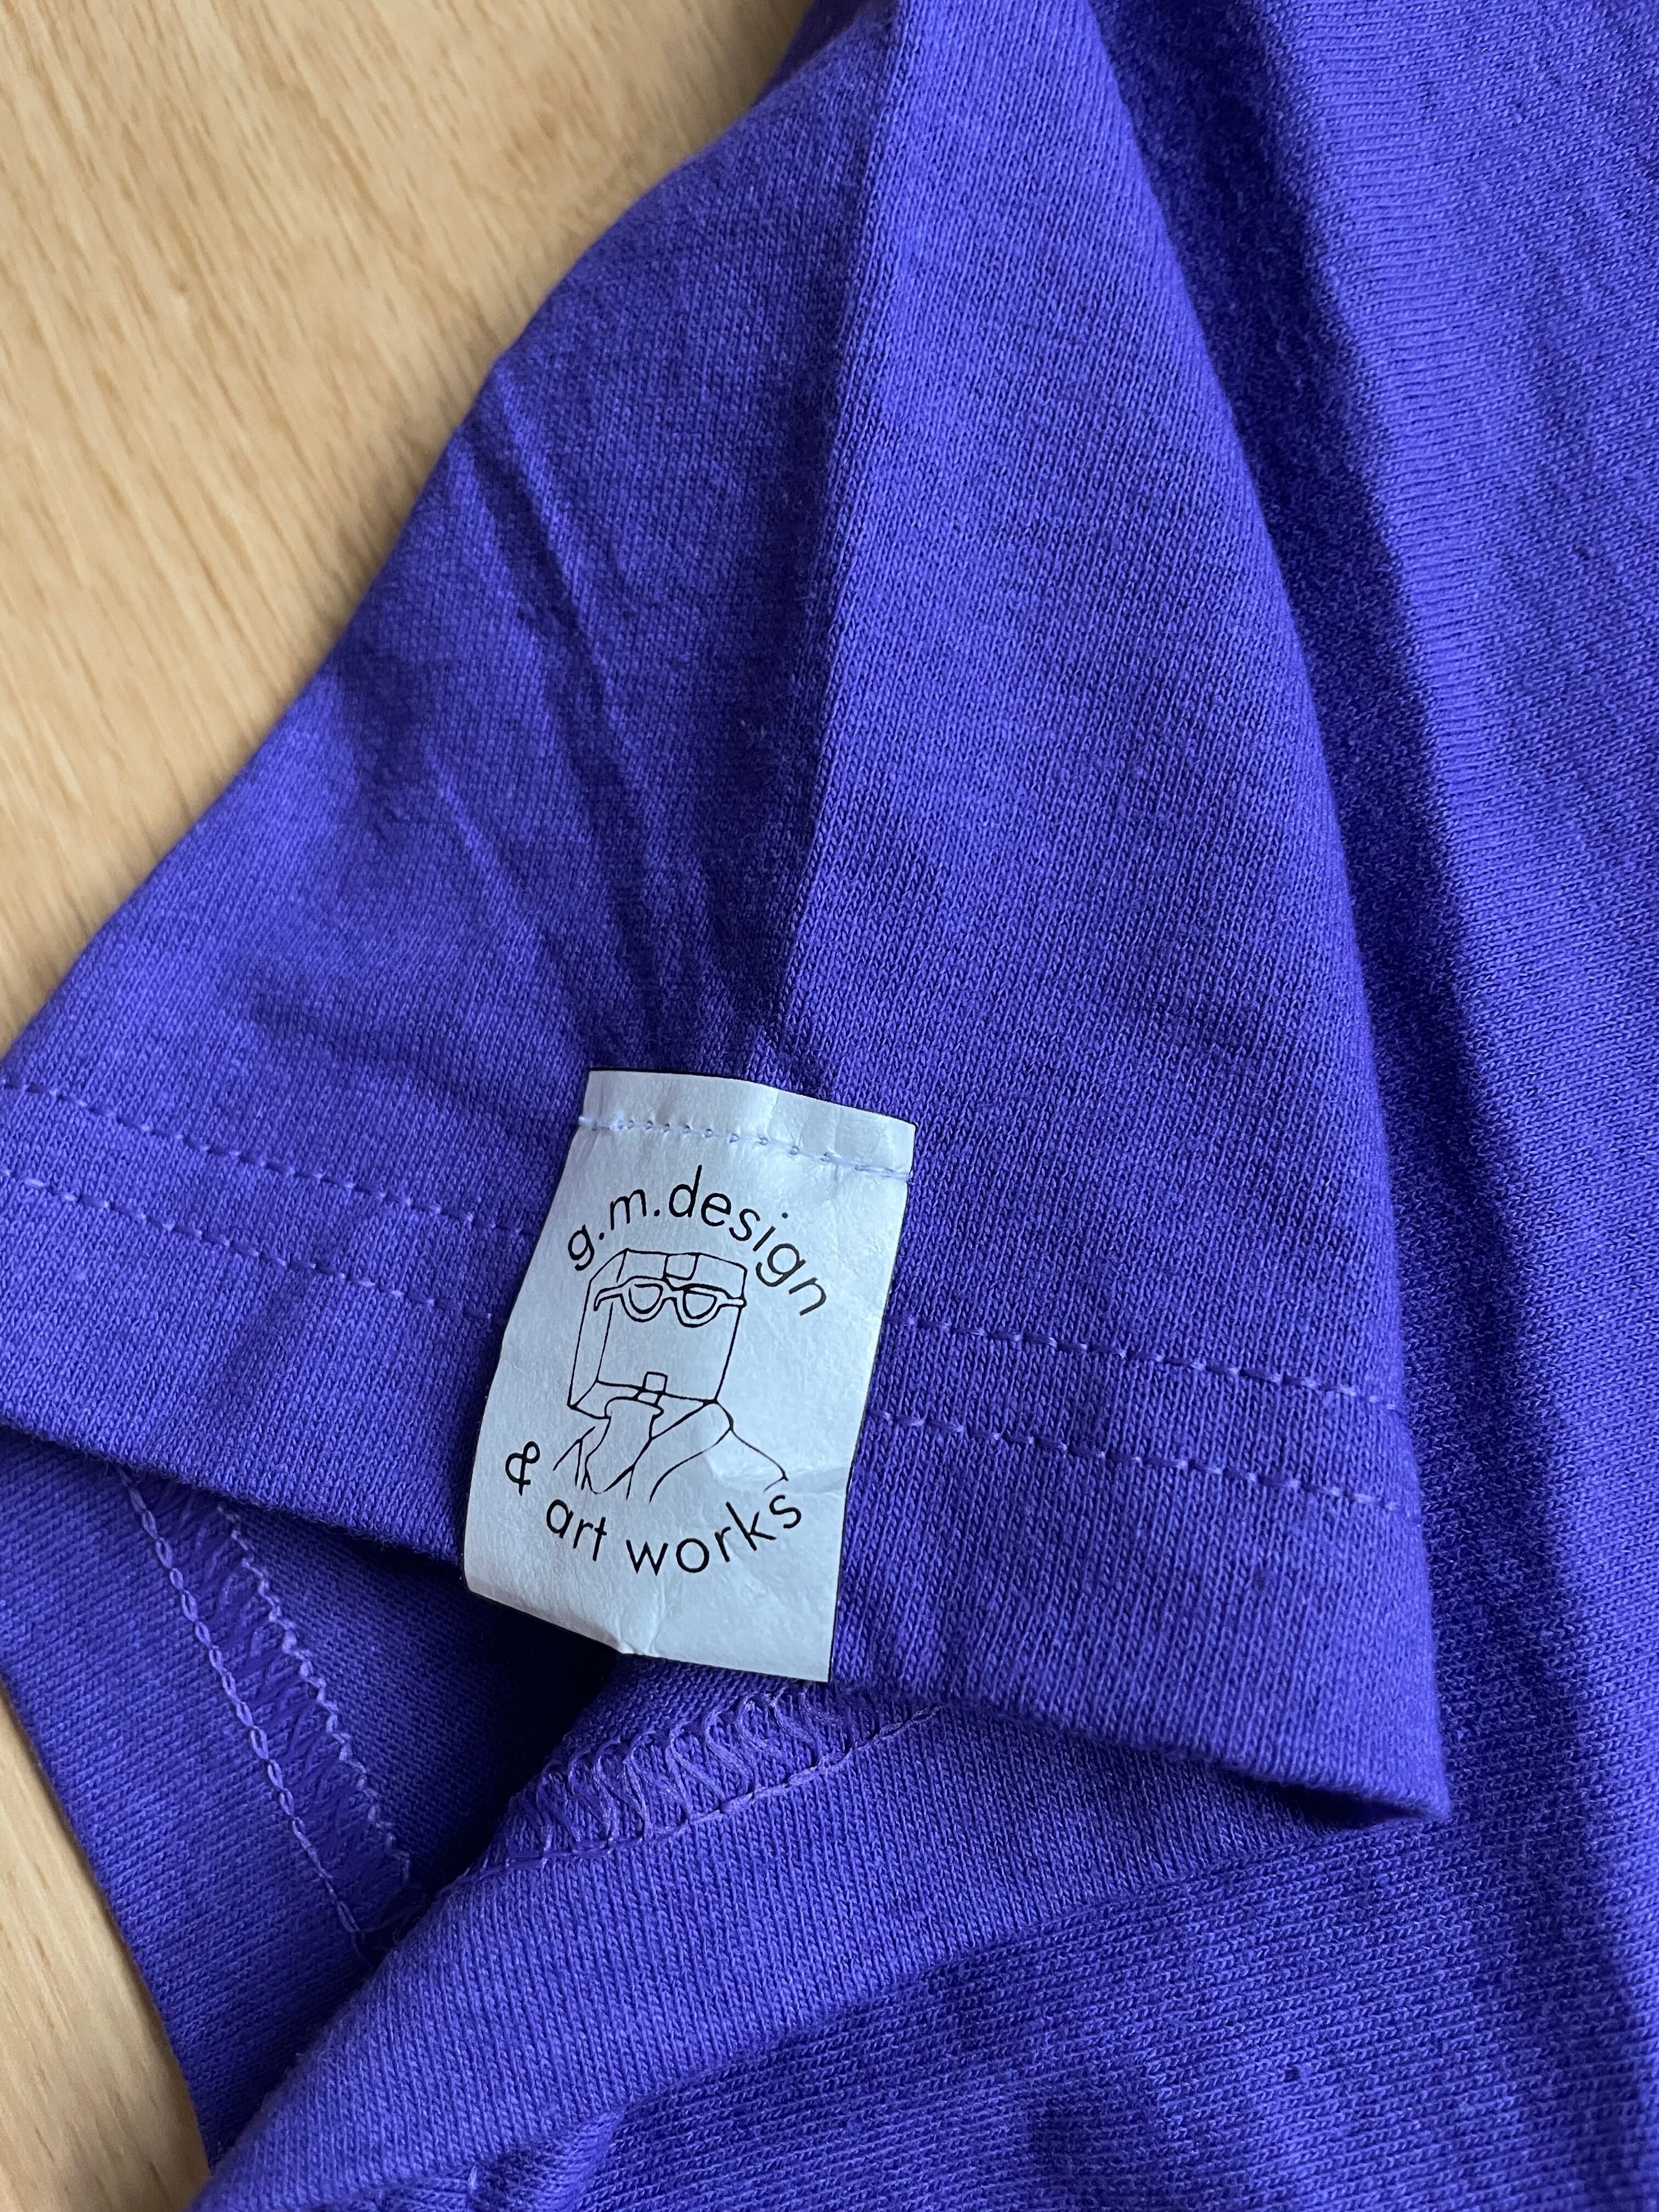 g.m.design
& art works